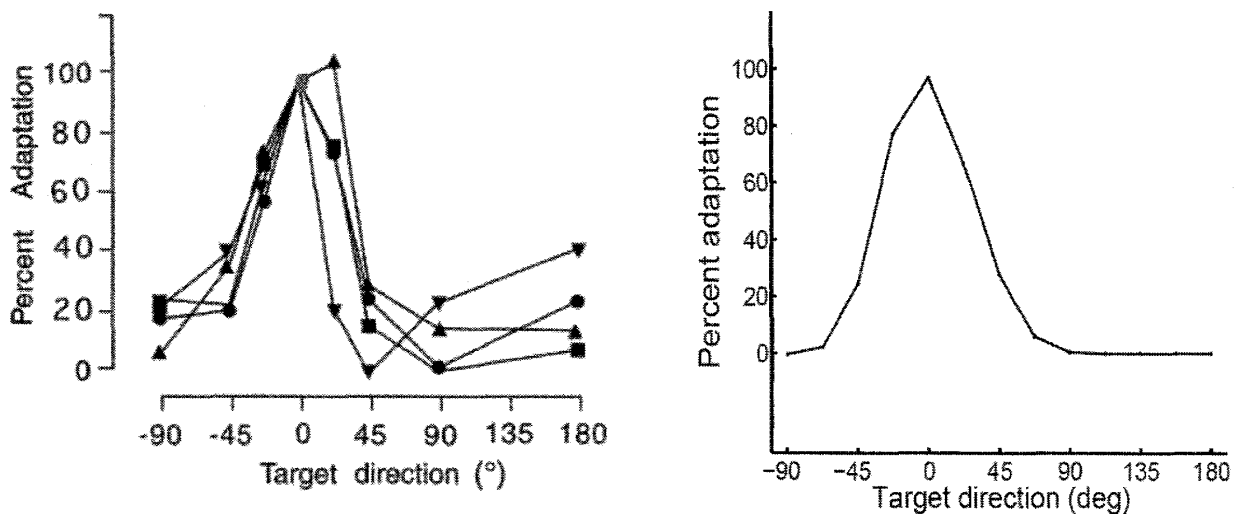 Percent Adaptation
100
80
60
40
20
0
-90 -45 0 45 90 135 180
Target direction (°)
Percent adaptation
100
80
60
40
20
0
−90 −45 0 45 90 135 180
Target direction (deg)